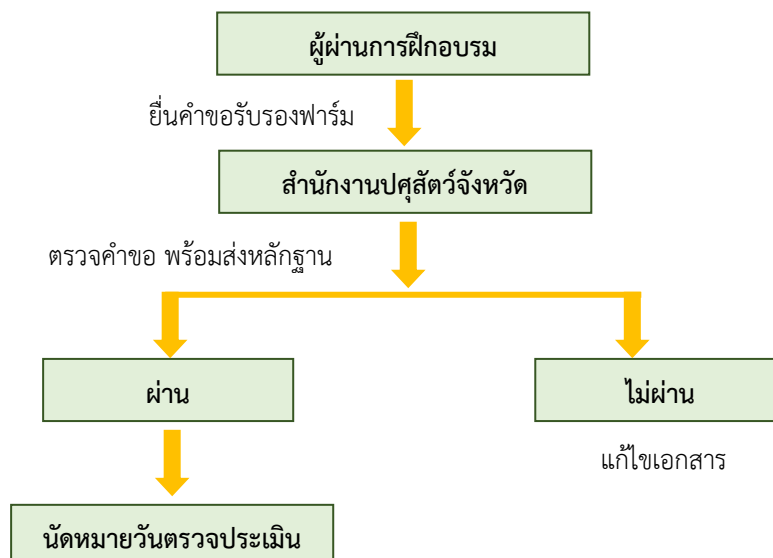 ผู้ผ่านการฝึกอบรม
ยื่นคำขอรับรองฟาร์ม
สำนักงานปศุสัตว์จังหวัด
ตรวจคำขอ พร้อมส่งหลักฐาน
ผ่าน
ไม่ผ่าน
แก้ไขเอกสาร
นัดหมายวันตรวจประเมิน